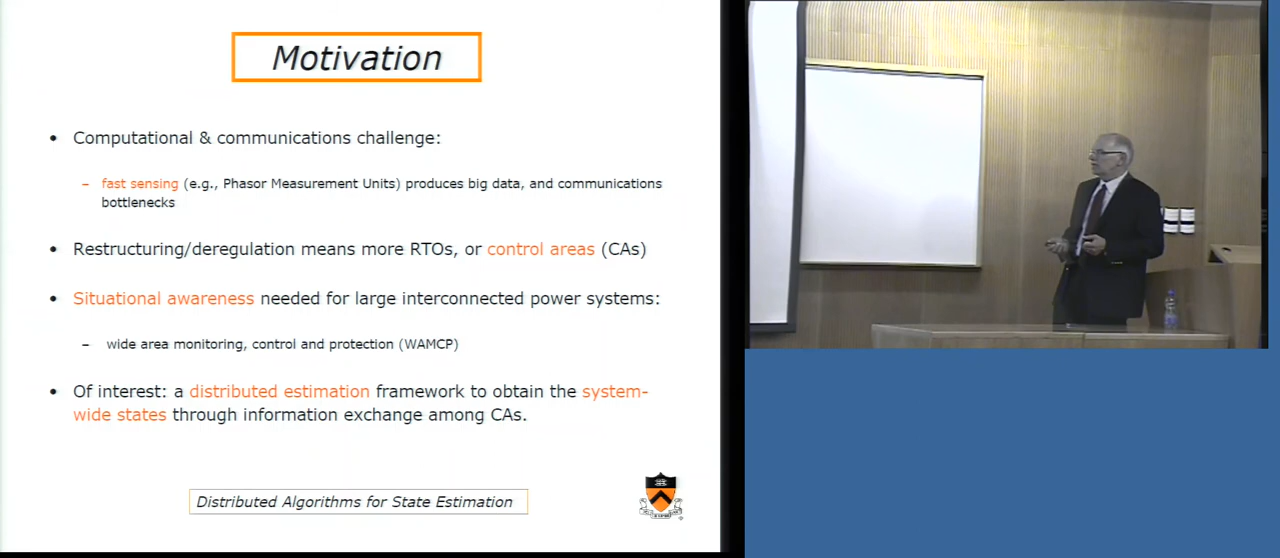 Motivation
• Computational & communications challenge:
– fast sensing (e.g., Phasor Measurement Units) produces big data, and communications
bottlenecks
• Restructuring/deregulation means more RTOs, or control areas (CAs)
• Situational awareness needed for large interconnected power systems:
– wide area monitoring, control and protection (WAMCP)
• Of interest: a distributed estimation framework to obtain the system-
wide states through information exchange among CAs.
Distributed Algorithms for State Estimation